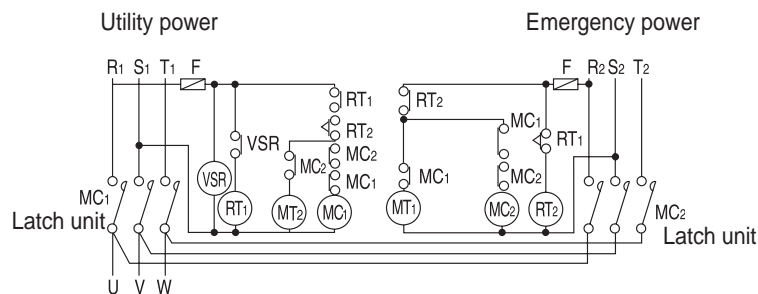 Utility power
Emergency power
R1 S1 T1 F
F R2 S2 T2
RT1
RT2
MC1
RT2
VSR
MC2
MC2
RT1
MC1
MC1
MC2
VSR
RT1
MT2
MC1
MT1
MC2
RT2
MC1
Latch unit
MC2
Latch unit
U V W